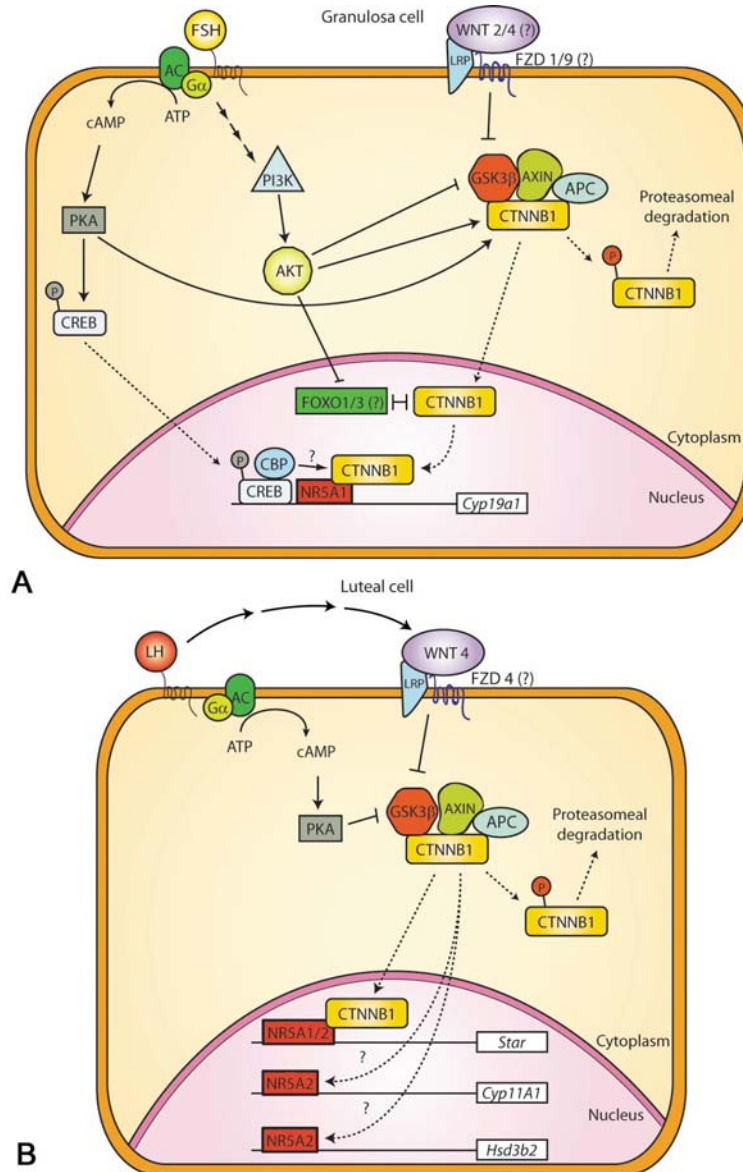 Granulosa cell
FSH
WNT 2/4 (?)
LRP
FZD 1/9 (?)
AC
Gα
cAMP
ATP
PI3K
GSK3β
AXIN
APC
CTNNB1
Proteasomeal
degradation
PKA
AKT
P
CTNNB1
P
CREB
FOXO1/3 (?)
CTNNB1
Cytoplasm
P
CBP
?
CTNNB1
CREB
NR5A1
Cyp19a1
Nucleus
A
Luteal cell
LH
WNT 4
LRP
FZD 4 (?)
Gα
AC
ATP
cAMP
PKA
GSK3β
AXIN
APC
CTNNB1
Proteasomeal
degradation
P
CTNNB1
CTNNB1
NR5A1/2
Star
Cytoplasm
?
NR5A2
Cyp11A1
?
Nucleus
NR5A2
Hsd3b2
B